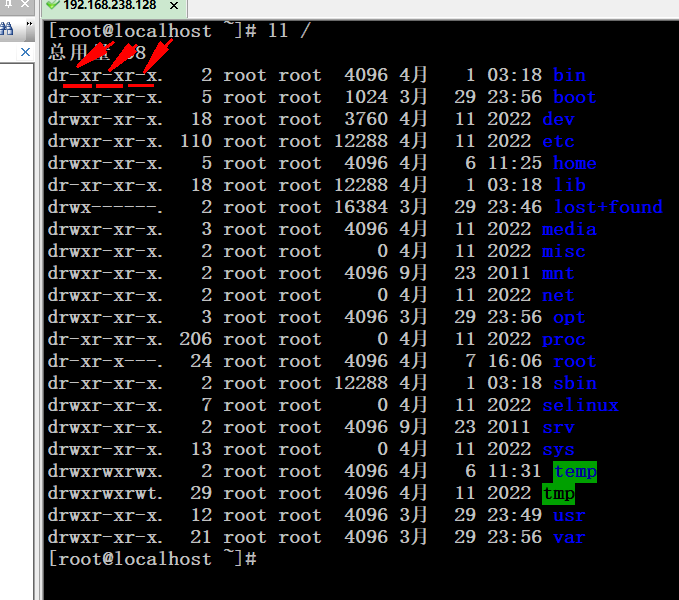 192.168.238.128 ×
[root@localhost ~]# ll /
总用量 98
dr-xr-xr-x. 2 root root 4096 4月 1 03:18 bin
dr-xr-xr-x. 5 root root 1024 3月 29 23:56 boot
drwxr-xr-x. 18 root root 3760 4月 11 2022 dev
drwxr-xr-x. 110 root root 12288 4月 11 2022 etc
drwxr-xr-x. 5 root root 4096 4月 6 11:25 home
dr-xr-xr-x. 18 root root 12288 4月 1 03:18 lib
drwx------. 2 root root 16384 3月 29 23:46 lost+found
drwxr-xr-x. 3 root root 4096 4月 11 2022 media
drwxr-xr-x. 2 root root 0 4月 11 2022 misc
drwxr-xr-x. 2 root root 4096 9月 23 2011 mnt
drwxr-xr-x. 2 root root 0 4月 11 2022 net
drwxr-xr-x. 3 root root 4096 3月 29 23:56 opt
dr-xr-xr-x. 206 root root 0 4月 11 2022 proc
dr-xr-x---. 24 root root 4096 4月 7 16:06 root
dr-xr-xr-x. 2 root root 12288 4月 1 03:18 sbin
drwxr-xr-x. 7 root root 0 4月 11 2022 selinux
drwxr-xr-x. 2 root root 4096 9月 23 2011 srv
drwxr-xr-x. 13 root root 0 4月 11 2022 sys
drwxrwxrwx. 2 root root 4096 4月 6 11:31 temp
drwxrwxrwt. 29 root root 4096 4月 11 2022 tmp
drwxr-xr-x. 12 root root 4096 3月 29 23:49 usr
drwxr-xr-x. 21 root root 4096 3月 29 23:56 var
[root@localhost ~]#